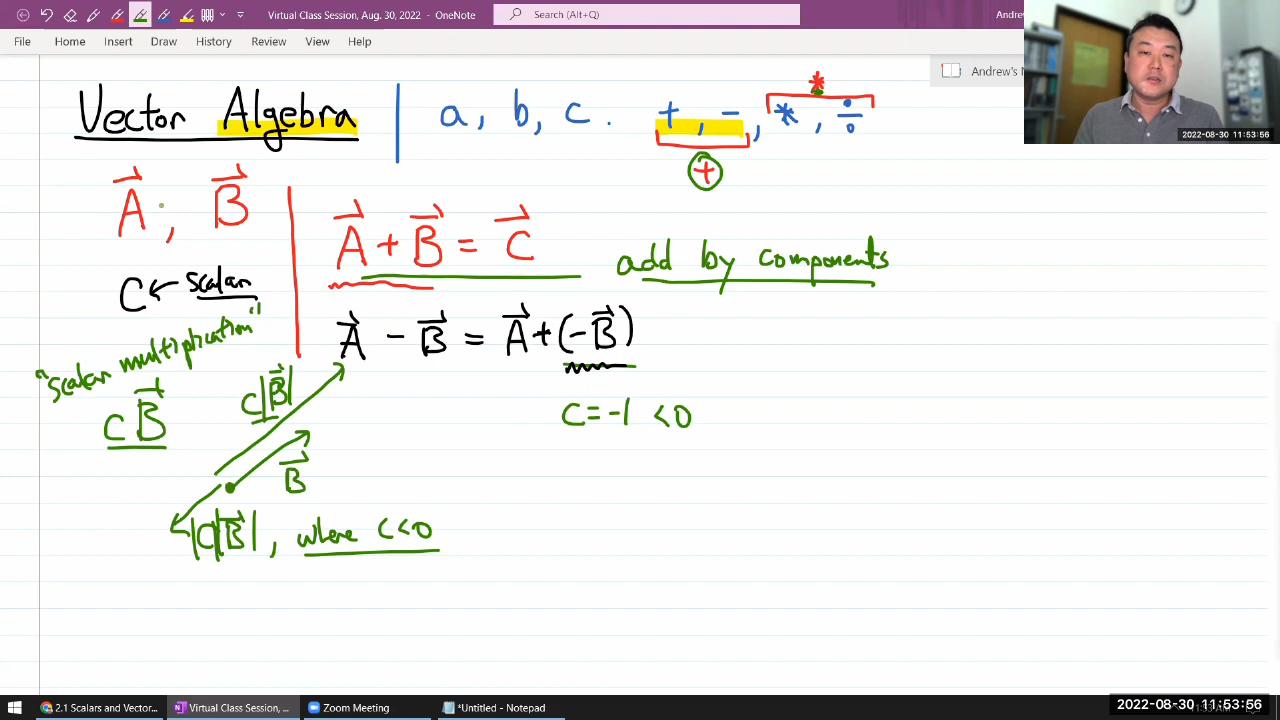 Virtual Class Session, Aug. 30, 2022 - OneNote
Search (Alt+Q)
Andrew
File Home Insert Draw History Review View Help
Andrew's N
2022-08-30 11:53:56
Vector Algebra
a, b, c. +, -, *, ÷
*
+
A⃗, B⃗
C ← scalar
"scalar multiplication"
cB⃗
A⃗ + B⃗ = C⃗
add by components
A⃗ - B⃗ = A⃗ + (-B⃗)
C = -1 < 0
C|B⃗|
B⃗
|C||B⃗|, where C<0
2.1 Scalars and Vector...
Virtual Class Session, ...
Zoom Meeting
*Untitled - Notepad
2022-08-30 11:53:56